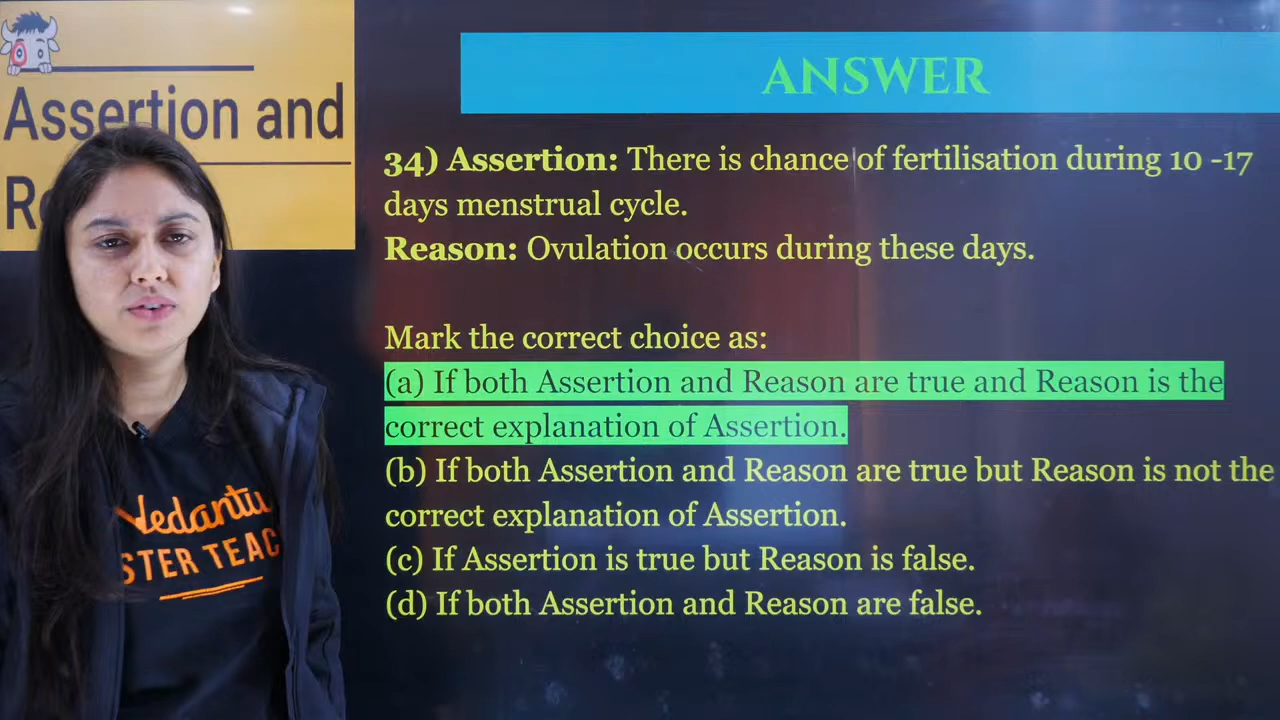 Assertion and
ANSWER
34) Assertion: There is chance of fertilisation during 10 -17
days menstrual cycle.
Reason: Ovulation occurs during these days.
Mark the correct choice as:
(a) If both Assertion and Reason are true and Reason is the
correct explanation of Assertion.
(b) If both Assertion and Reason are true but Reason is not the
correct explanation of Assertion.
(c) If Assertion is true but Reason is false.
(d) If both Assertion and Reason are false.
Vedantu
STER TEAC